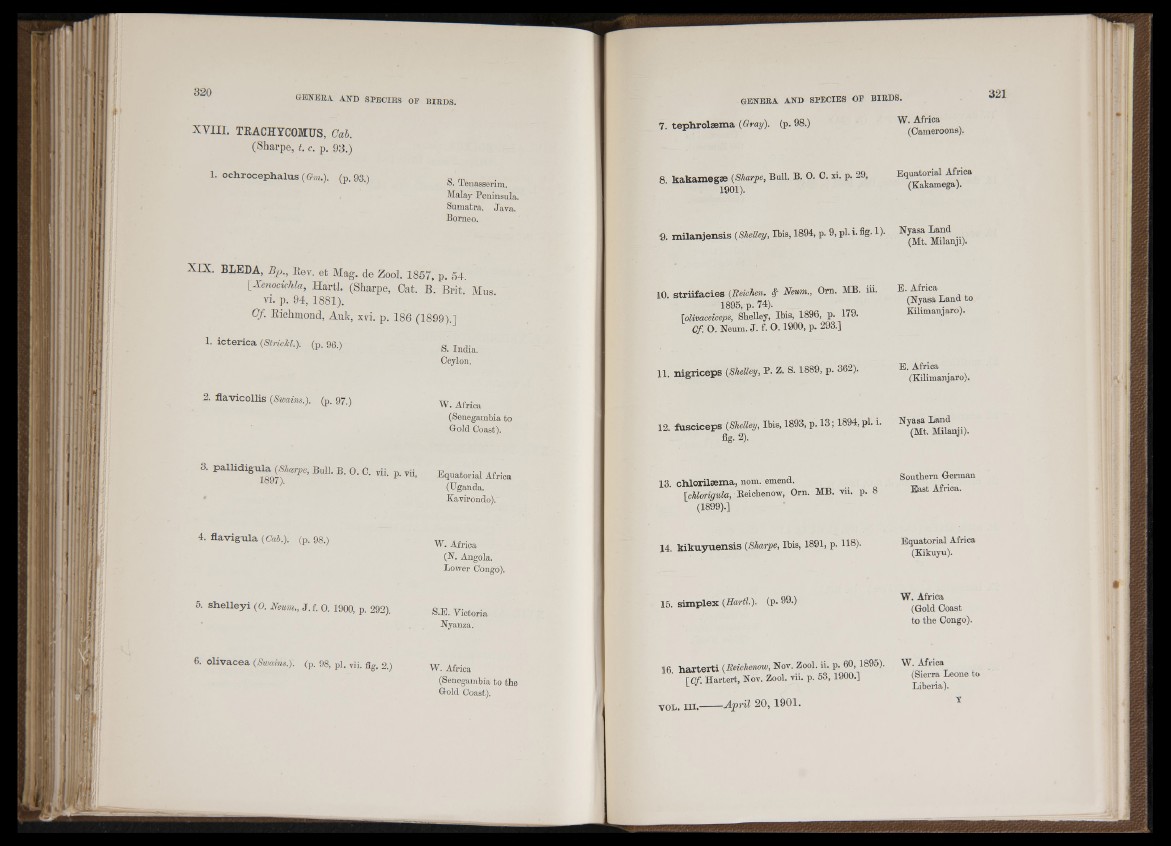 320
GENERA AND SPECIES OF BIRDS.
XVIII. TRACHYCOMUS, Cab.
(Sharpe, t. c. p. 93.)
1. ochrocephalus (Gm.). (p. 93.)
S. Tenasserim.
Malay Peninsula.
Sumatra. Java.
Borneo.
XIX. BLEDA, Bp., Rev. et Mag. de Zool. 1857, p. 54.
[Xenocichla, Hartl. (Sharpe, Cat. B. Brit. Mus.
vi. p. 94, 1881).
Cf. Richmond, Auk, xvi. p. 186 (1899).]
1. icterica (Strickl.). (p. 96.)
S. India.
Ceylon.
2. flavicollis (Swains.). (p. 97.)
W. Africa
(Senegambia to
Gold Coast).
3. pallidigula (Sharpe, Bull. B. O. C. vii. p. vii,
1897).
Equatorial Africa
(Uganda.
Kavirondo).
4. flavigula (Cab.). (p. 98.)
W. Africa
(N. Angola.
Lower Congo).
5. shelleyi (O. Neum., J. f. O. 1900, p. 292).
S.E. Victoria
Nyanza.
6. olivacea (Swains.). (p. 98, pl. vii. fig. 2.)
W. Africa
(Senegambia to the
Gold Coast).
GENERA AND SPECIES OF BIRDS.
321
7. tephrolæma (Gray). (p. 98.)
W. Africa
(Cameroons).
8. kakamegæ (Sharpe, Bull. B. O. C. xi. p. 29,
1901).
Equatorial Africa
(Kakamega).
9. milanjensis (Shelley, Ibis, 1894, p. 9, pl. i. fig. 1).
Nyasa Land
(Mt. Milanji).
10. striifacies (Reichen. & Neum., Orn. MB. iii.
1895, p. 74).
[olivaceiceps, Shelley, Ibis, 1896, p. 179.
Cf. O. Neum. J. f. O. 1900, p. 293.]
E. Africa
(Nyasa Land to
Kilimanjaro).
11. nigriceps (Shelley, P. Z. S. 1889, p. 362).
E. Africa
(Kilimanjaro).
12. fusciceps (Shelley, Ibis, 1893, p. 13; 1894, pl. i.
fig. 2).
Nyasa Land
(Mt. Milanji).
13. chlorilæma, nom. emend.
[chlorigula, Reichenow, Orn. MB. vii. p. 8
(1899).]
Southern German
East Africa.
14. kikuyuensis (Sharpe, Ibis, 1891, p. 118).
Equatorial Africa
(Kikuyu).
15. simplex (Hartl.). (p. 99.)
W. Africa
(Gold Coast
to the Congo).
16. harterti (Reichenow, Nov. Zool. ii. p. 60, 1895).
[Cf. Hartert, Nov. Zool. vii. p. 53, 1900.]
W. Africa
(Sierra Leone to
Liberia).
VOL. III.——April 20, 1901.
Y